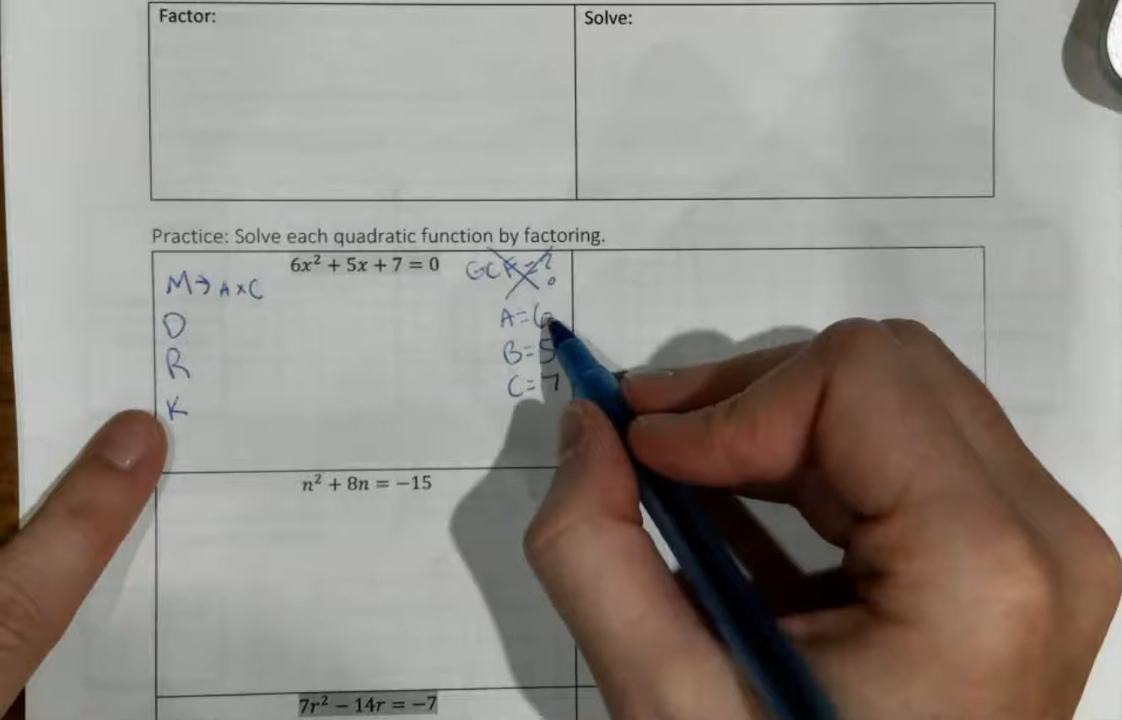 Factor:
Solve:
Practice: Solve each quadratic function by factoring.
6x² + 5x + 7 = 0
GCF=?
M→ A×C
A=6
D
B=5
R
C=7
K
n² + 8n = −15
7r² − 14r = −7